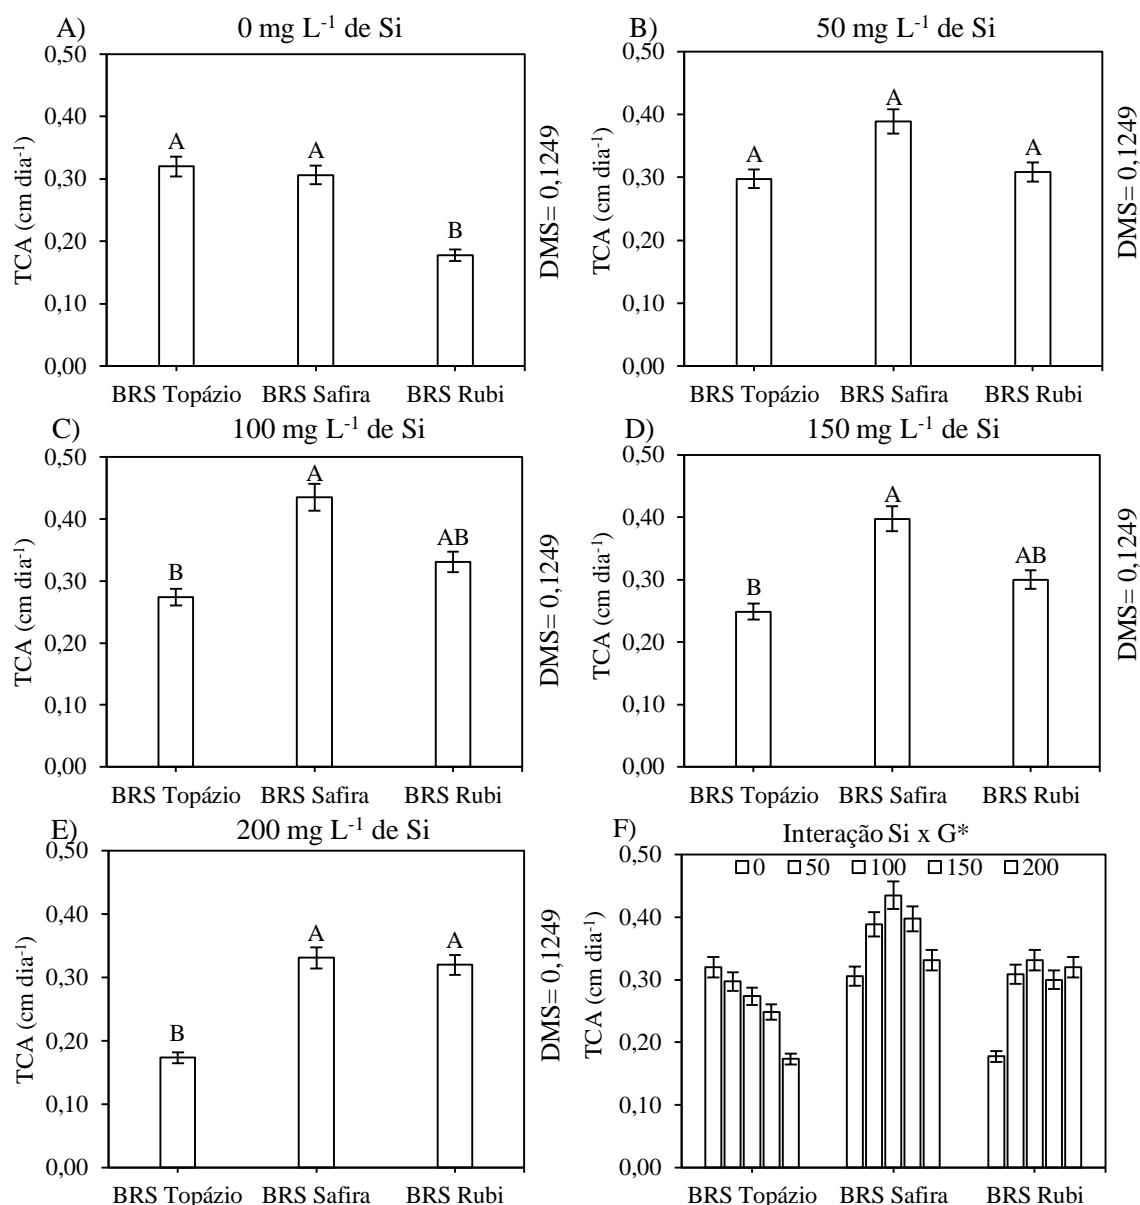 A) 0 mg L⁻¹ de Si
0,50
0,40
0,30
0,20
0,10
0,00
TCA (cm dia⁻¹)
A
A
B
BRS Topázio BRS Safira BRS Rubi
DMS= 0,1249
B) 50 mg L⁻¹ de Si
0,50
0,40
0,30
0,20
0,10
0,00
TCA (cm dia⁻¹)
A
A
A
BRS Topázio BRS Safira BRS Rubi
DMS= 0,1249
C) 100 mg L⁻¹ de Si
0,50
0,40
0,30
0,20
0,10
0,00
TCA (cm dia⁻¹)
B
A
AB
BRS Topázio BRS Safira BRS Rubi
DMS= 0,1249
D) 150 mg L⁻¹ de Si
0,50
0,40
0,30
0,20
0,10
0,00
TCA (cm dia⁻¹)
B
A
AB
BRS Topázio BRS Safira BRS Rubi
DMS= 0,1249
E) 200 mg L⁻¹ de Si
0,50
0,40
0,30
0,20
0,10
0,00
TCA (cm dia⁻¹)
B
A
A
BRS Topázio BRS Safira BRS Rubi
DMS= 0,1249
F) Interação Si x G*
0 50 100 150 200
0,50
0,40
0,30
0,20
0,10
0,00
TCA (cm dia⁻¹)
BRS Topázio BRS Safira BRS Rubi